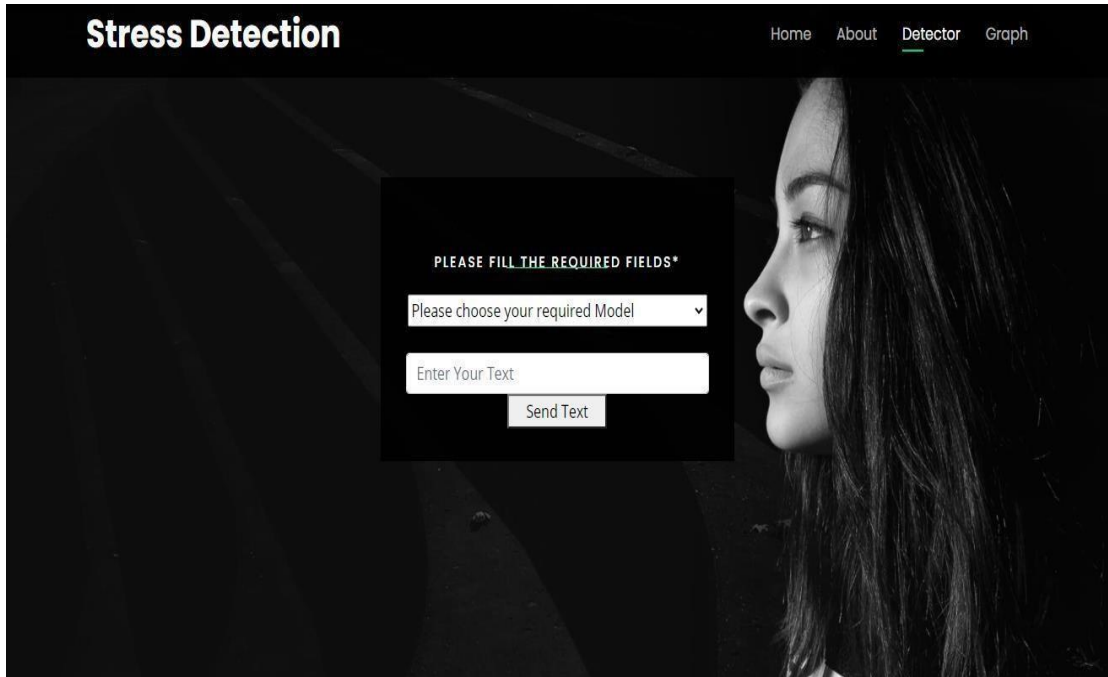 Stress Detection
Home About Detector Graph
PLEASE FILL THE REQUIRED FIELDS*
Please choose your required Model
Enter Your Text
Send Text